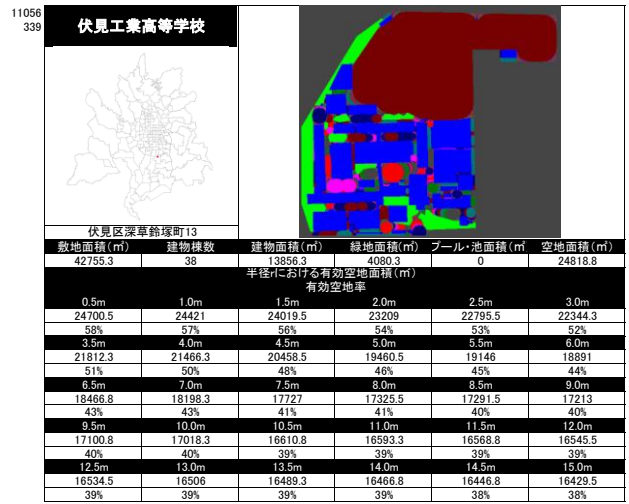 11056
339
伏見工業高等学校
伏見区深草鈴塚町13
敷地面積(㎡) 建物棟数 建物面積(㎡) 緑地面積(㎡) プール・池面積(㎡ 空地面積(㎡)
42755.3 38 13856.3 4080.3 0 24818.8
半径rにおける有効空地面積(㎡)
有効空地率
0.5m 1.0m 1.5m 2.0m 2.5m 3.0m
24700.5 24421 24019.5 23209 22795.5 22344.3
58% 57% 56% 54% 53% 52%
3.5m 4.0m 4.5m 5.0m 5.5m 6.0m
21812.3 21466.3 20458.5 19460.5 19146 18891
51% 50% 48% 46% 45% 44%
6.5m 7.0m 7.5m 8.0m 8.5m 9.0m
18466.8 18198.3 17727 17325.5 17291.5 17213
43% 43% 41% 41% 40% 40%
9.5m 10.0m 10.5m 11.0m 11.5m 12.0m
17100.8 17018.3 16610.8 16593.3 16568.8 16545.5
40% 40% 39% 39% 39% 39%
12.5m 13.0m 13.5m 14.0m 14.5m 15.0m
16534.5 16506 16489.3 16466.8 16446.8 16429.5
39% 39% 39% 39% 38% 38%